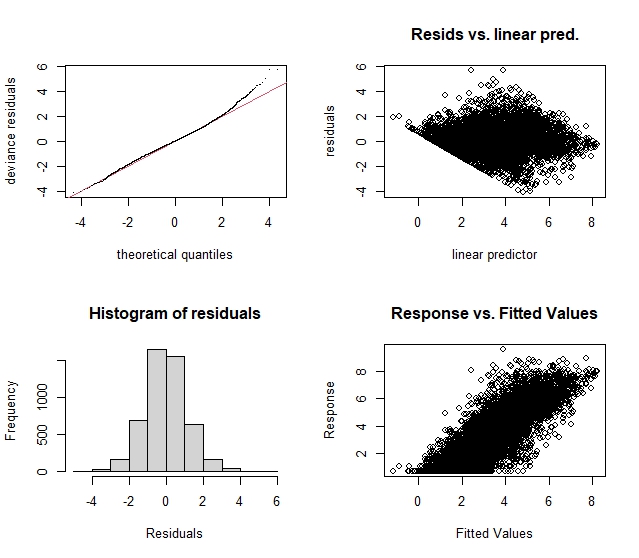 deviance residuals
-4 -2 0 2 4 6
-4 -2 0 2 4
theoretical quantiles
Resids vs. linear pred.
residuals
-4 -2 0 2 4 6
0 2 4 6 8
linear predictor
Histogram of residuals
Frequency
0 500 1000
-4 -2 0 2 4 6
Residuals
Response vs. Fitted Values
Response
2 4 6 8
0 2 4 6 8
Fitted Values